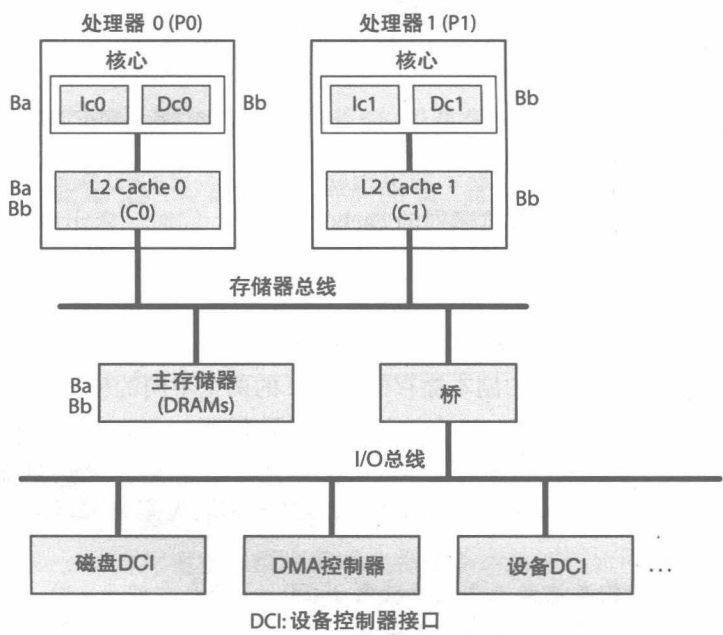 处理器 0 (P0)
处理器1 (P1)
核心
核心
Ba
Ic0
Dc0
Bb
Ic1
Dc1
Bb
Ba
Bb
L2 Cache 0
(C0)
L2 Cache 1
(C1)
Bb
存储器总线
Ba
Bb
主存储器
(DRAMs)
桥
I/O总线
磁盘DCI
DMA控制器
设备DCI
...
DCI: 设备控制器接口